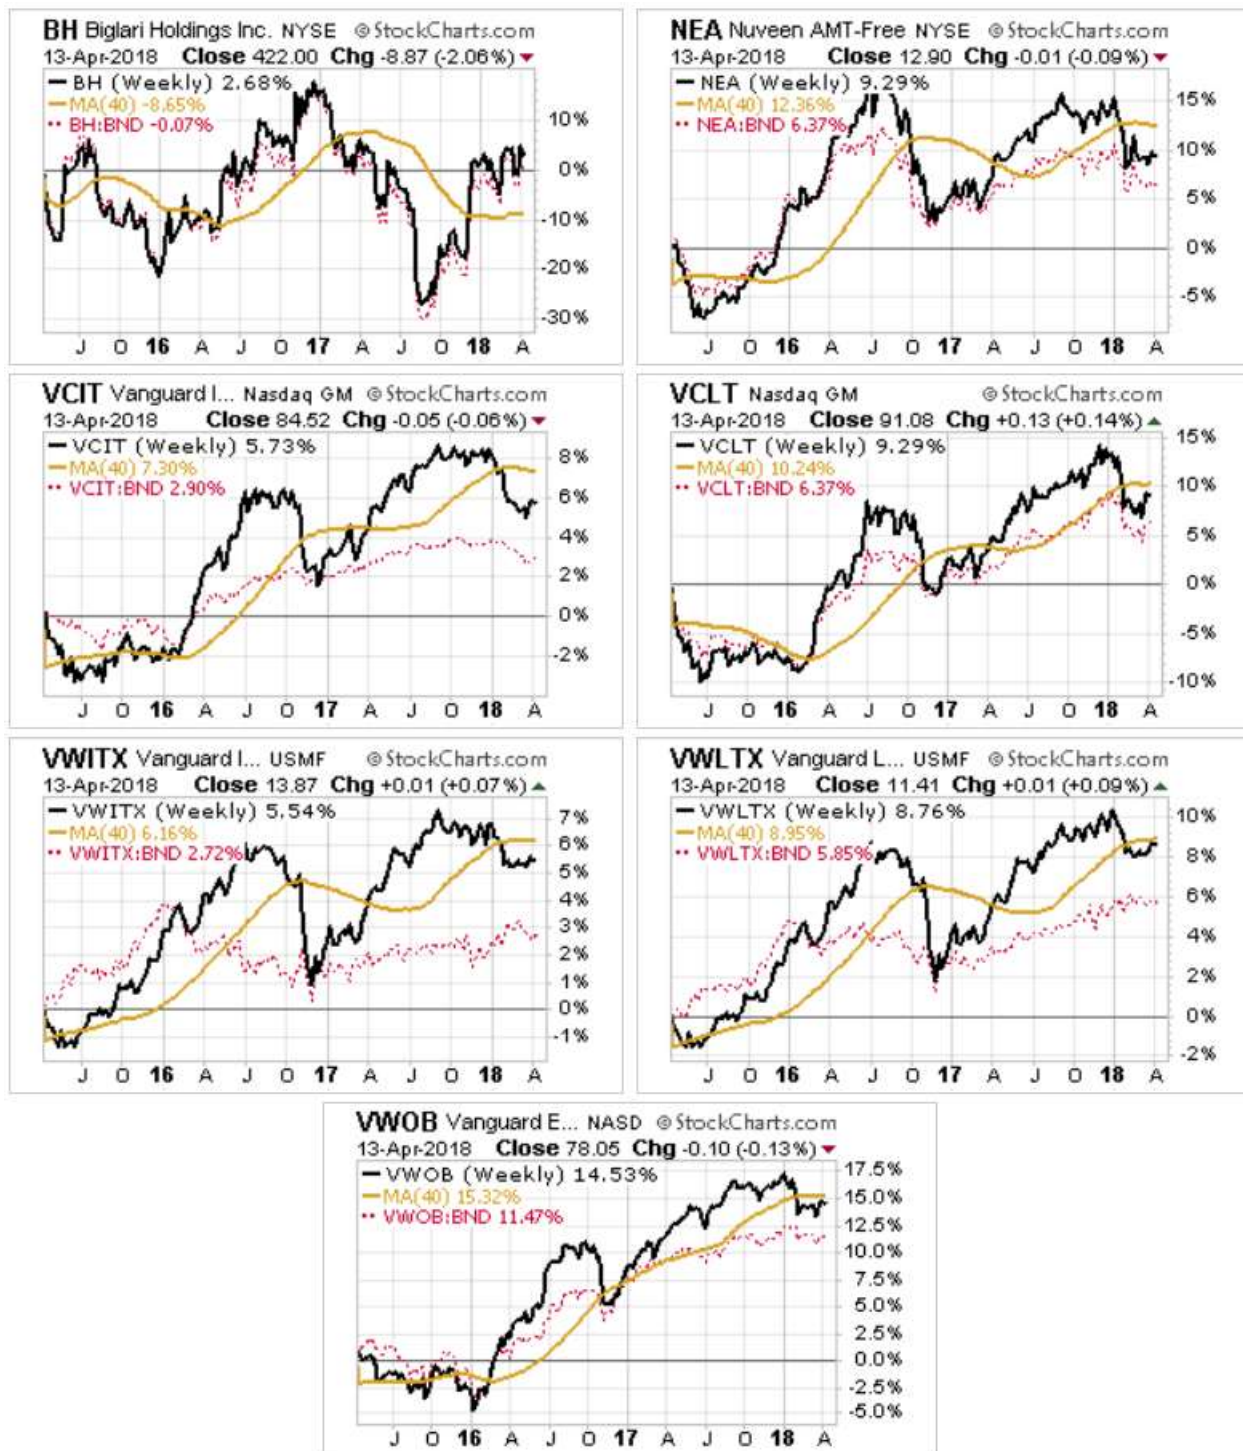 BH Biglari Holdings Inc. NYSE © StockCharts.com
13-Apr-2018 Close 422.00 Chg -8.87 (-2.06%)
BH (Weekly) 2.68%
MA(40) -8.65%
BH:BND -0.07%
10%
0%
-10%
-20%
-30%
J O 16 A J O 17 A J O 18 A
NEA Nuveen AMT-Free NYSE © StockCharts.com
13-Apr-2018 Close 12.90 Chg -0.01 (-0.09%)
NEA (Weekly) 9.29%
MA(40) 12.36%
NEA:BND 6.37%
15%
10%
5%
0%
-5%
J O 16 A J O 17 A J O 18 A
VCIT Vanguard I... Nasdaq GM © StockCharts.com
13-Apr-2018 Close 84.52 Chg -0.05 (-0.06%)
VCIT (Weekly) 5.73%
MA(40) 7.30%
VCIT:BND 2.90%
8%
6%
4%
2%
0%
-2%
J O 16 A J O 17 A J O 18 A
VCLT Nasdaq GM © StockCharts.com
13-Apr-2018 Close 91.08 Chg +0.13 (+0.14%)
VCLT (Weekly) 9.29%
MA(40) 10.24%
VCLT:BND 6.37%
15%
10%
5%
0%
-5%
-10%
J O 16 A J O 17 A J O 18 A
VWITX Vanguard I... USMF © StockCharts.com
13-Apr-2018 Close 13.87 Chg +0.01 (+0.07%)
VWITX (Weekly) 5.54%
MA(40) 6.16%
VWITX:BND 2.72%
7%
6%
5%
4%
3%
2%
1%
0%
-1%
J O 16 A J O 17 A J O 18 A
VWLTX Vanguard L... USMF © StockCharts.com
13-Apr-2018 Close 11.41 Chg +0.01 (+0.09%)
VWLTX (Weekly) 8.76%
MA(40) 8.95%
VWLTX:BND 5.85%
10%
8%
6%
4%
2%
0%
-2%
J O 16 A J O 17 A J O 18 A
VWOB Vanguard E... NASD © StockCharts.com
13-Apr-2018 Close 78.05 Chg -0.10 (-0.13%)
VWOB (Weekly) 14.53%
MA(40) 15.32%
VWOB:BND 11.47%
17.5%
15.0%
12.5%
10.0%
7.5%
5.0%
2.5%
0.0%
-2.5%
-5.0%
J O 16 A J O 17 A J O 18 A